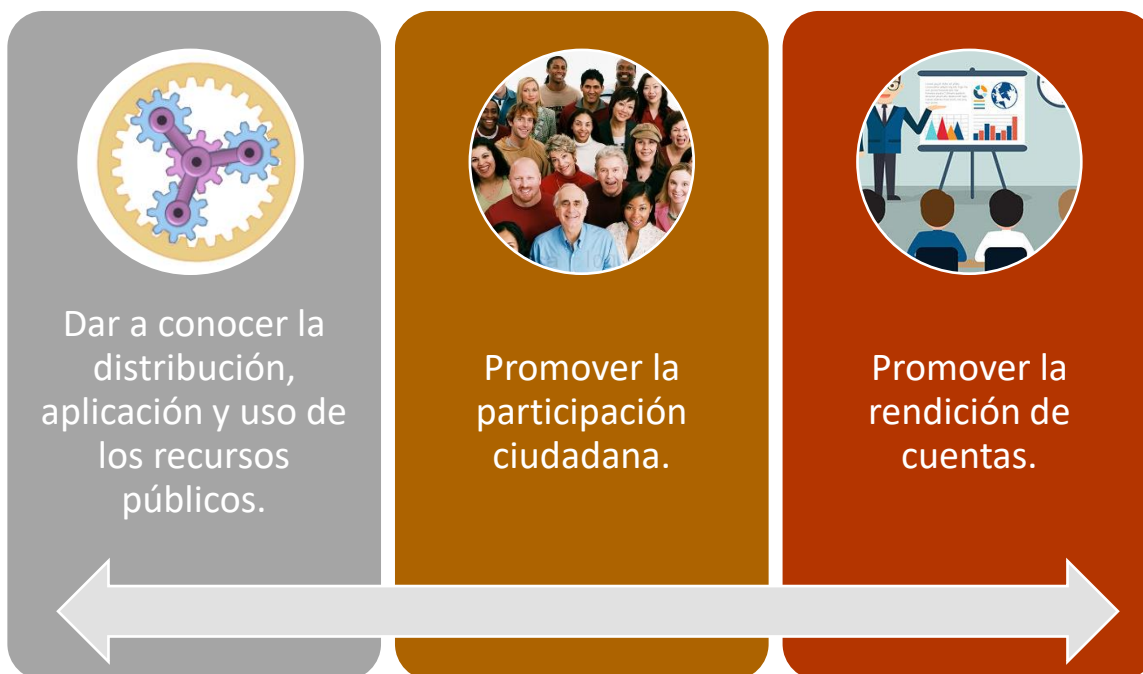 Dar a conocer la
distribución,
aplicación y uso de
los recursos
públicos.
Promover la
participación
ciudadana.
Promover la
rendición de
cuentas.